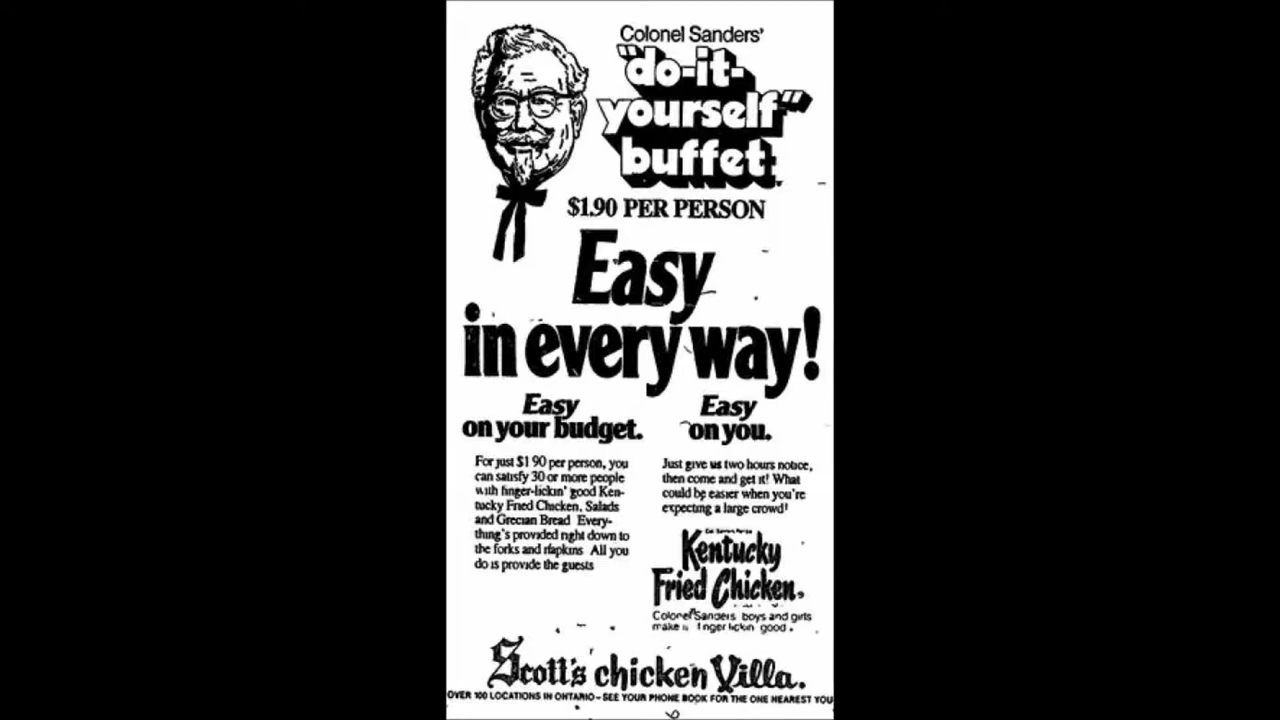 Colonel Sanders'
"do-it-
yourself"
buffet
$1.90 PER PERSON
Easy
in every way!
Easy
on your budget.
For just $1 90 per person, you
can satisfy 30 or more people
with finger-lickin' good Ken-
tucky Fried Chicken, Salads
and Grecian Bread Every-
thing's provided right down to
the forks and napkins All you
do is provide the guests
Easy
on you.
Just give us two hours notice,
then come and get it! What
could be easier when you're
expecting a large crowd!
Kentucky
Fried Chicken.
Colonel Sanders boys and girls
make finger lickin good.
Scott's chicken Villa.
OVER 100 LOCATIONS IN ONTARIO-SEE YOUR PHONE BOOK FOR THE ONE NEAREST YOU